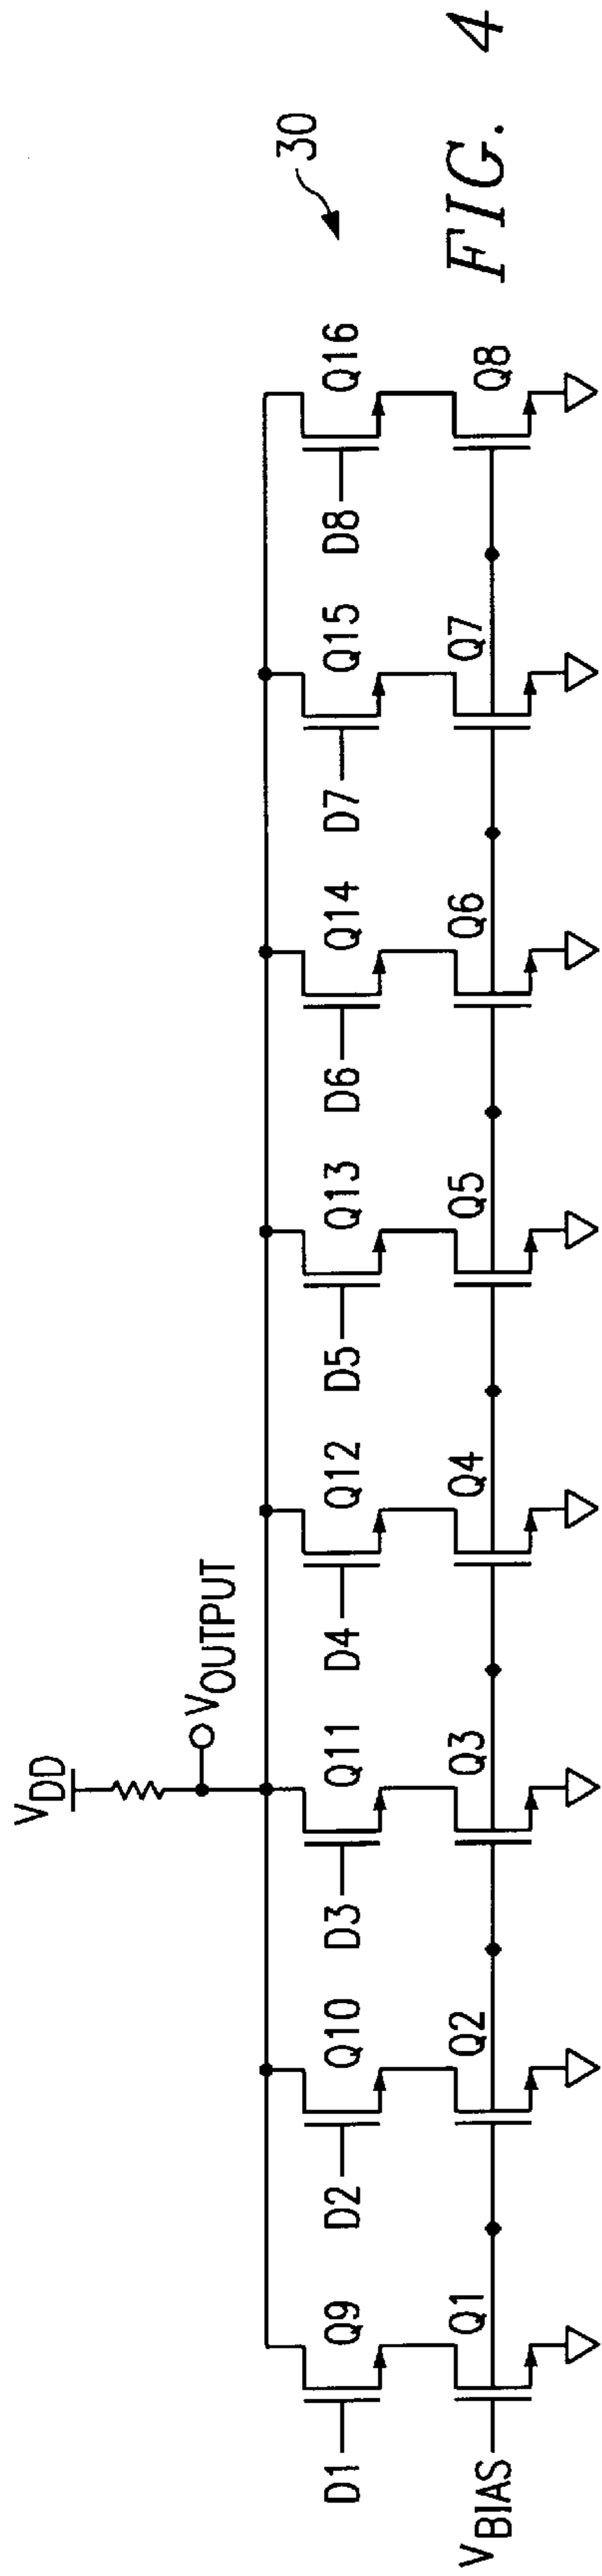 V_DD
V_OUTPUT
30
D1 Q9
D2 Q10
D3 Q11
D4 Q12
D5 Q13
D6 Q14
D7 Q15
D8 Q16
V_BIAS
Q1
Q2
Q3
Q4
Q5
Q6
Q7
Q8
FIG. 4